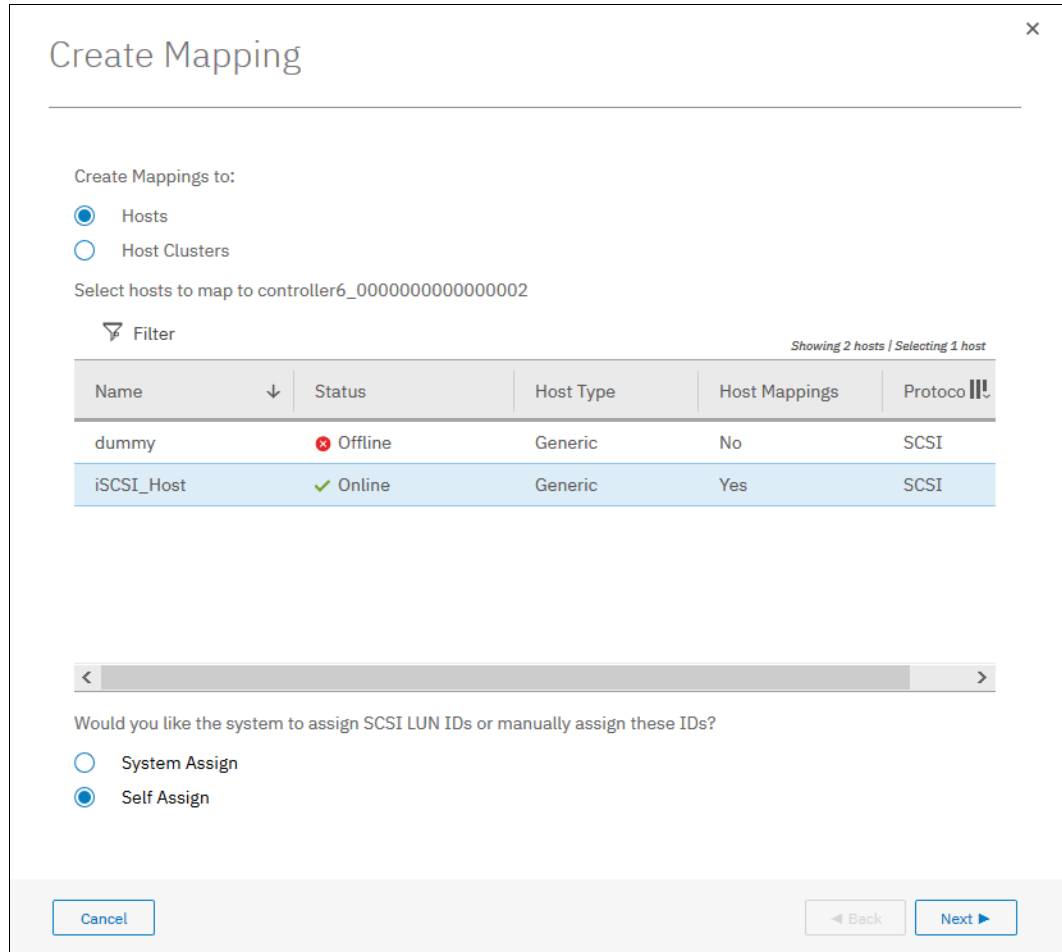 Create Mapping
Create Mappings to:
Hosts
Host Clusters
Select hosts to map to controller6_0000000000000002
Filter
Showing 2 hosts | Selecting 1 host
Name Status Host Type Host Mappings Protoco
dummy Offline Generic No SCSI
iSCSI_Host Online Generic Yes SCSI
Would you like the system to assign SCSI LUN IDs or manually assign these IDs?
System Assign
Self Assign
Cancel Back Next